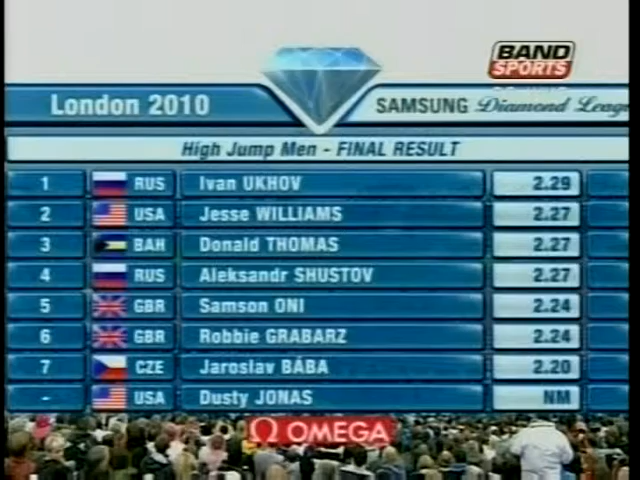 BAND
SPORTS
London 2010
SAMSUNG Diamond Leag
High Jump Men - FINAL RESULT
1 RUS Ivan UKHOV 2.29
2 USA Jesse WILLIAMS 2.27
3 BAH Donald THOMAS 2.27
4 RUS Aleksandr SHUSTOV 2.27
5 GBR Samson ONI 2.24
6 GBR Robbie GRABARZ 2.24
7 CZE Jaroslav BÁBA 2.20
- USA Dusty JONAS NM
Ω OMEGA